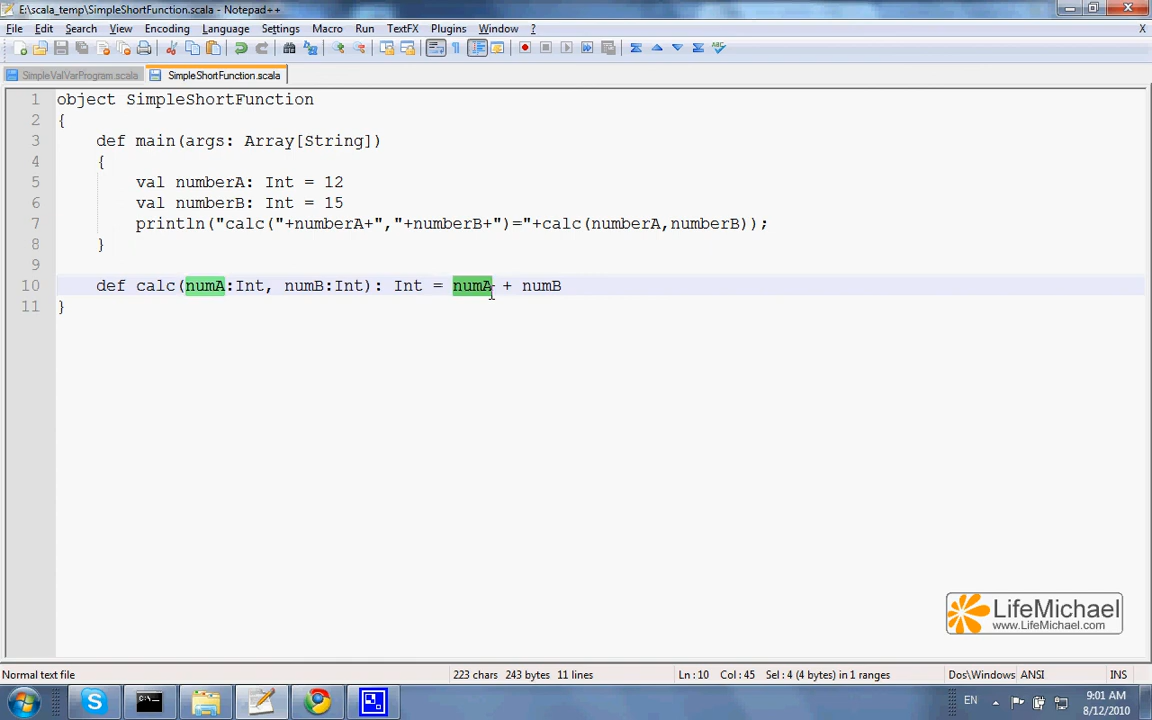 E:\scala_temp\SimpleShortFunction.scala - Notepad++
File Edit Search View Encoding Language Settings Macro Run TextFX Plugins Window ? X
SimpleValVarProgram.scala SimpleShortFunction.scala
1 object SimpleShortFunction
2 {
3 def main(args: Array[String])
4 {
5 val numberA: Int = 12
6 val numberB: Int = 15
7 println("calc("+numberA+","+numberB+")="+calc(numberA,numberB));
8 }
9
10 def calc(numA:Int, numB:Int): Int = numA + numB
11 }
LifeMichael
www.LifeMichael.com
Normal text file 223 chars 243 bytes 11 lines Ln:10 Col:45 Sel:4 (4 bytes) in 1 ranges Dos\Windows ANSI INS
EN 9:01 AM
8/12/2010